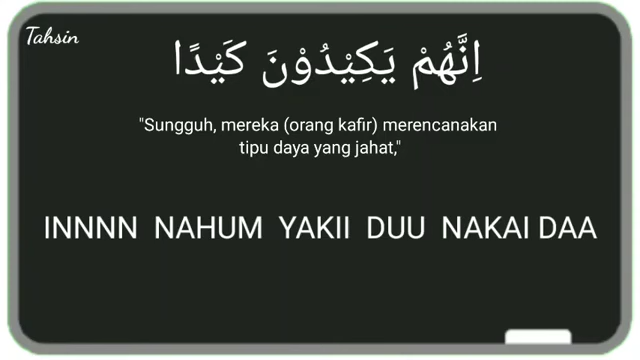 Tahsin
اِنَّهُمْ يَكِيْدُوْنَ كَيْدًا
"Sungguh, mereka (orang kafir) merencanakan
tipu daya yang jahat,"
INNNN NAHUM YAKII DUU NAKAI DAA